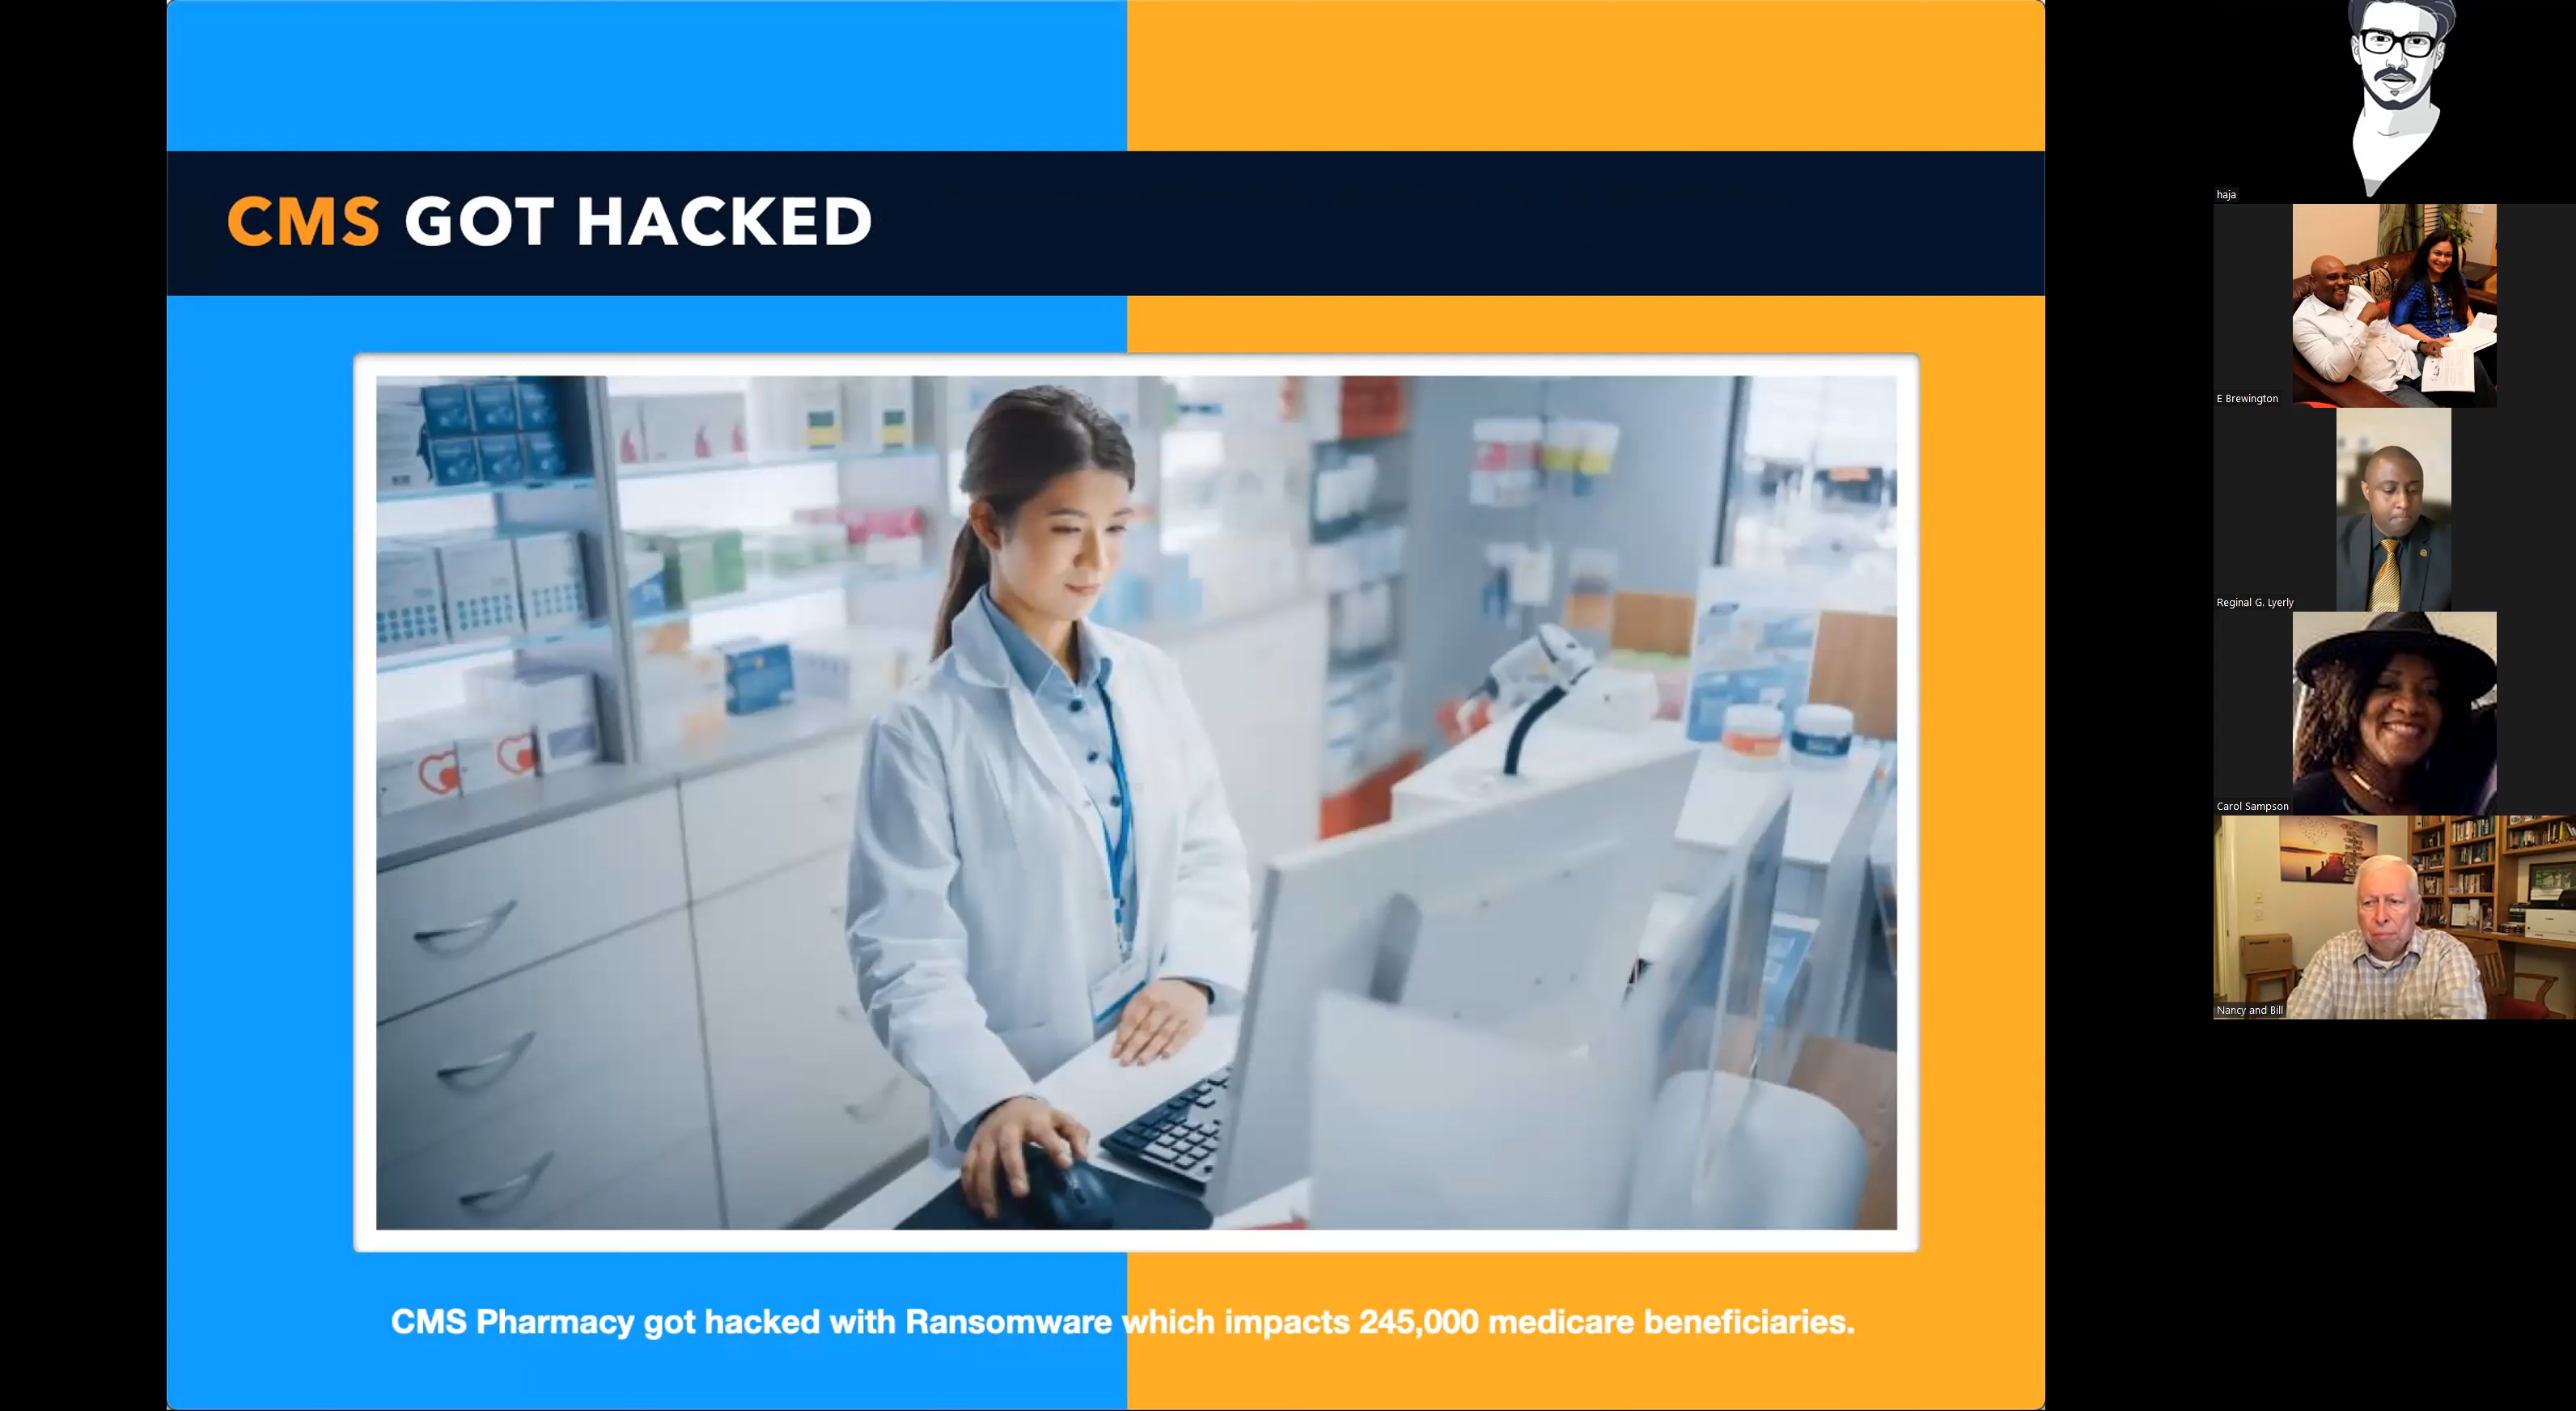 CMS GOT HACKED
CMS Pharmacy got hacked with Ransomware which impacts 245,000 medicare beneficiaries.
haja
E Brewington
Reginal G. Lyerly
Carol Sampson
Nancy and Bill